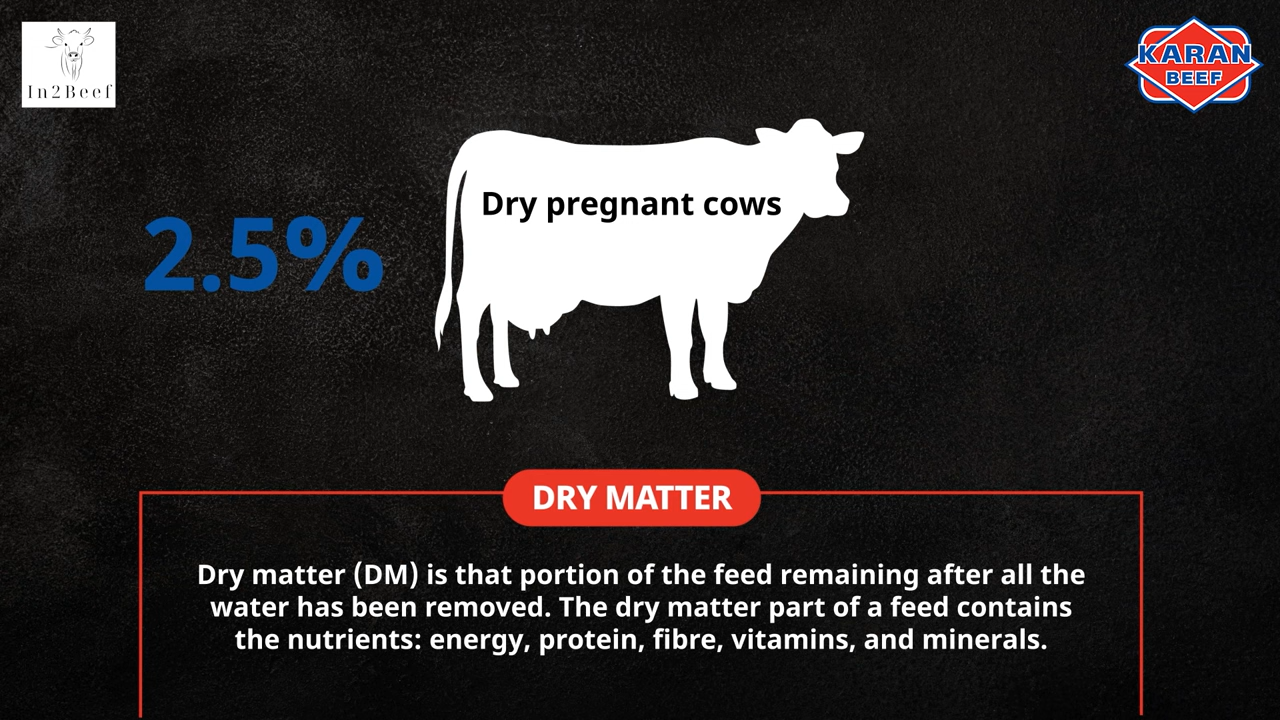 In2Beef
KARAN
BEEF
Dry pregnant cows
2.5%
DRY MATTER
Dry matter (DM) is that portion of the feed remaining after all the
water has been removed. The dry matter part of a feed contains
the nutrients: energy, protein, fibre, vitamins, and minerals.